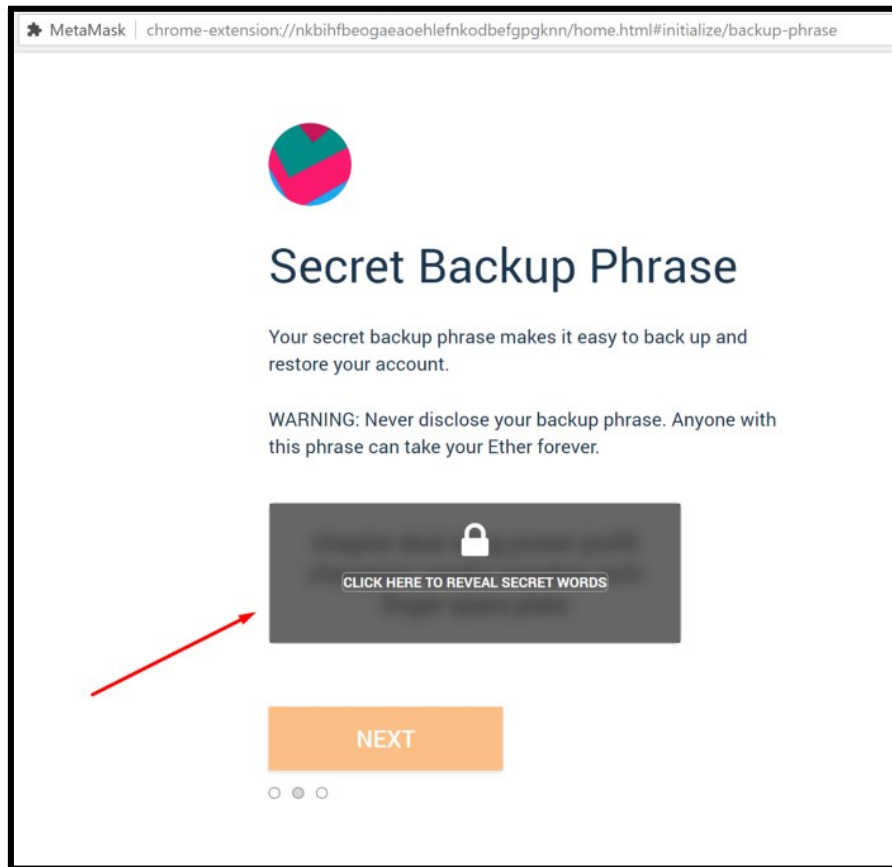 MetaMask | chrome-extension://nkbihfbeogaeaoehlefnkodbefgpgknn/home.html#initialize/backup-phrase
Secret Backup Phrase
Your secret backup phrase makes it easy to back up and
restore your account.
WARNING: Never disclose your backup phrase. Anyone with
this phrase can take your Ether forever.
CLICK HERE TO REVEAL SECRET WORDS
NEXT